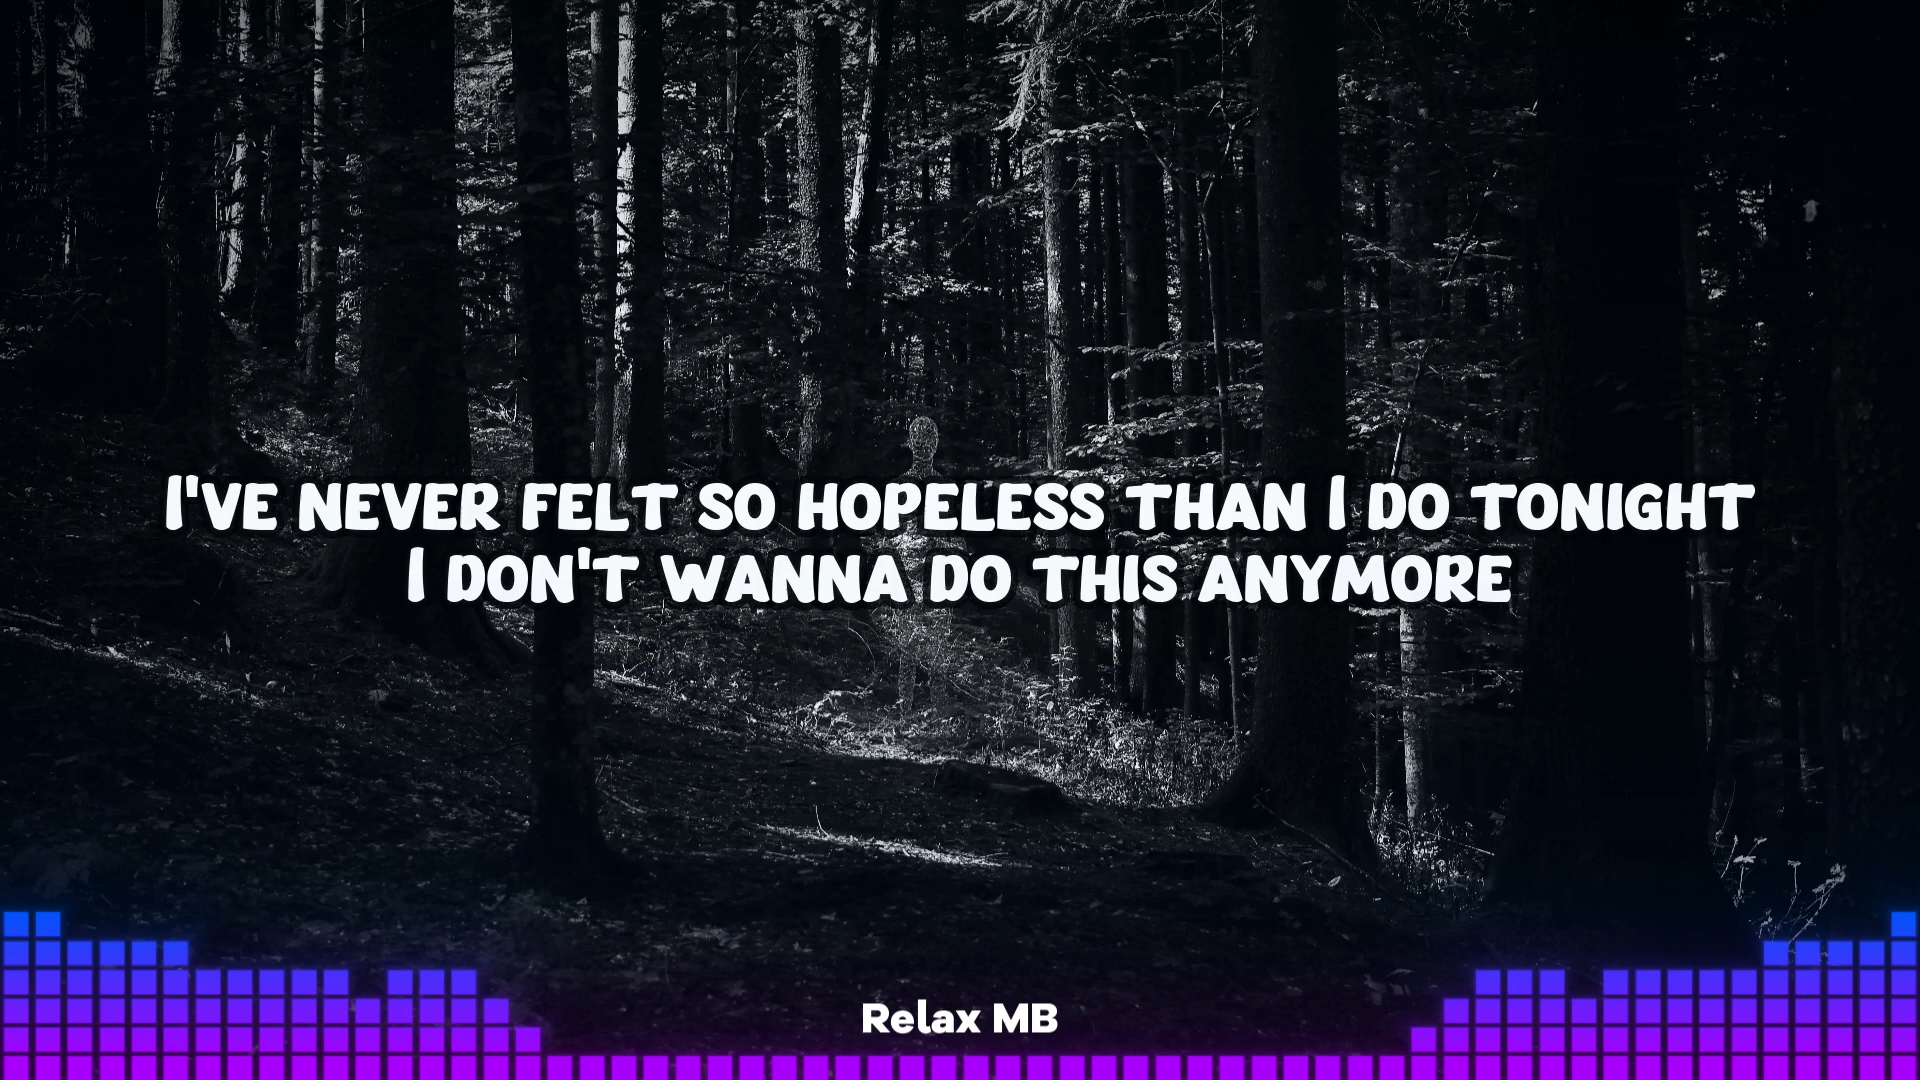 I'VE NEVER FELT SO HOPELESS THAN I DO TONIGHT
I DON'T WANNA DO THIS ANYMORE
Relax MB